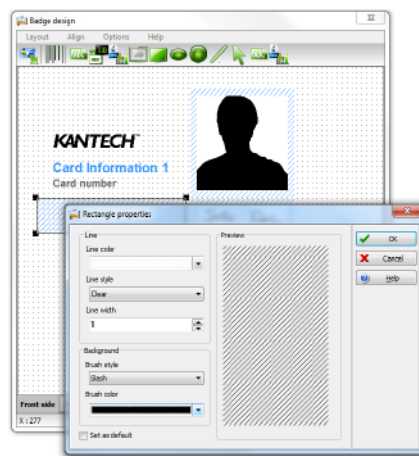 Badge design
Layout Align Options Help
KANTECH
Card Information 1
Card number
Rectangle properties
Line
Line color
Line style
Clear
Line width
1
Background
Brush style
Slash
Brush color
Set as default
Preview
OK
Cancel
Help
Front side
X : 277